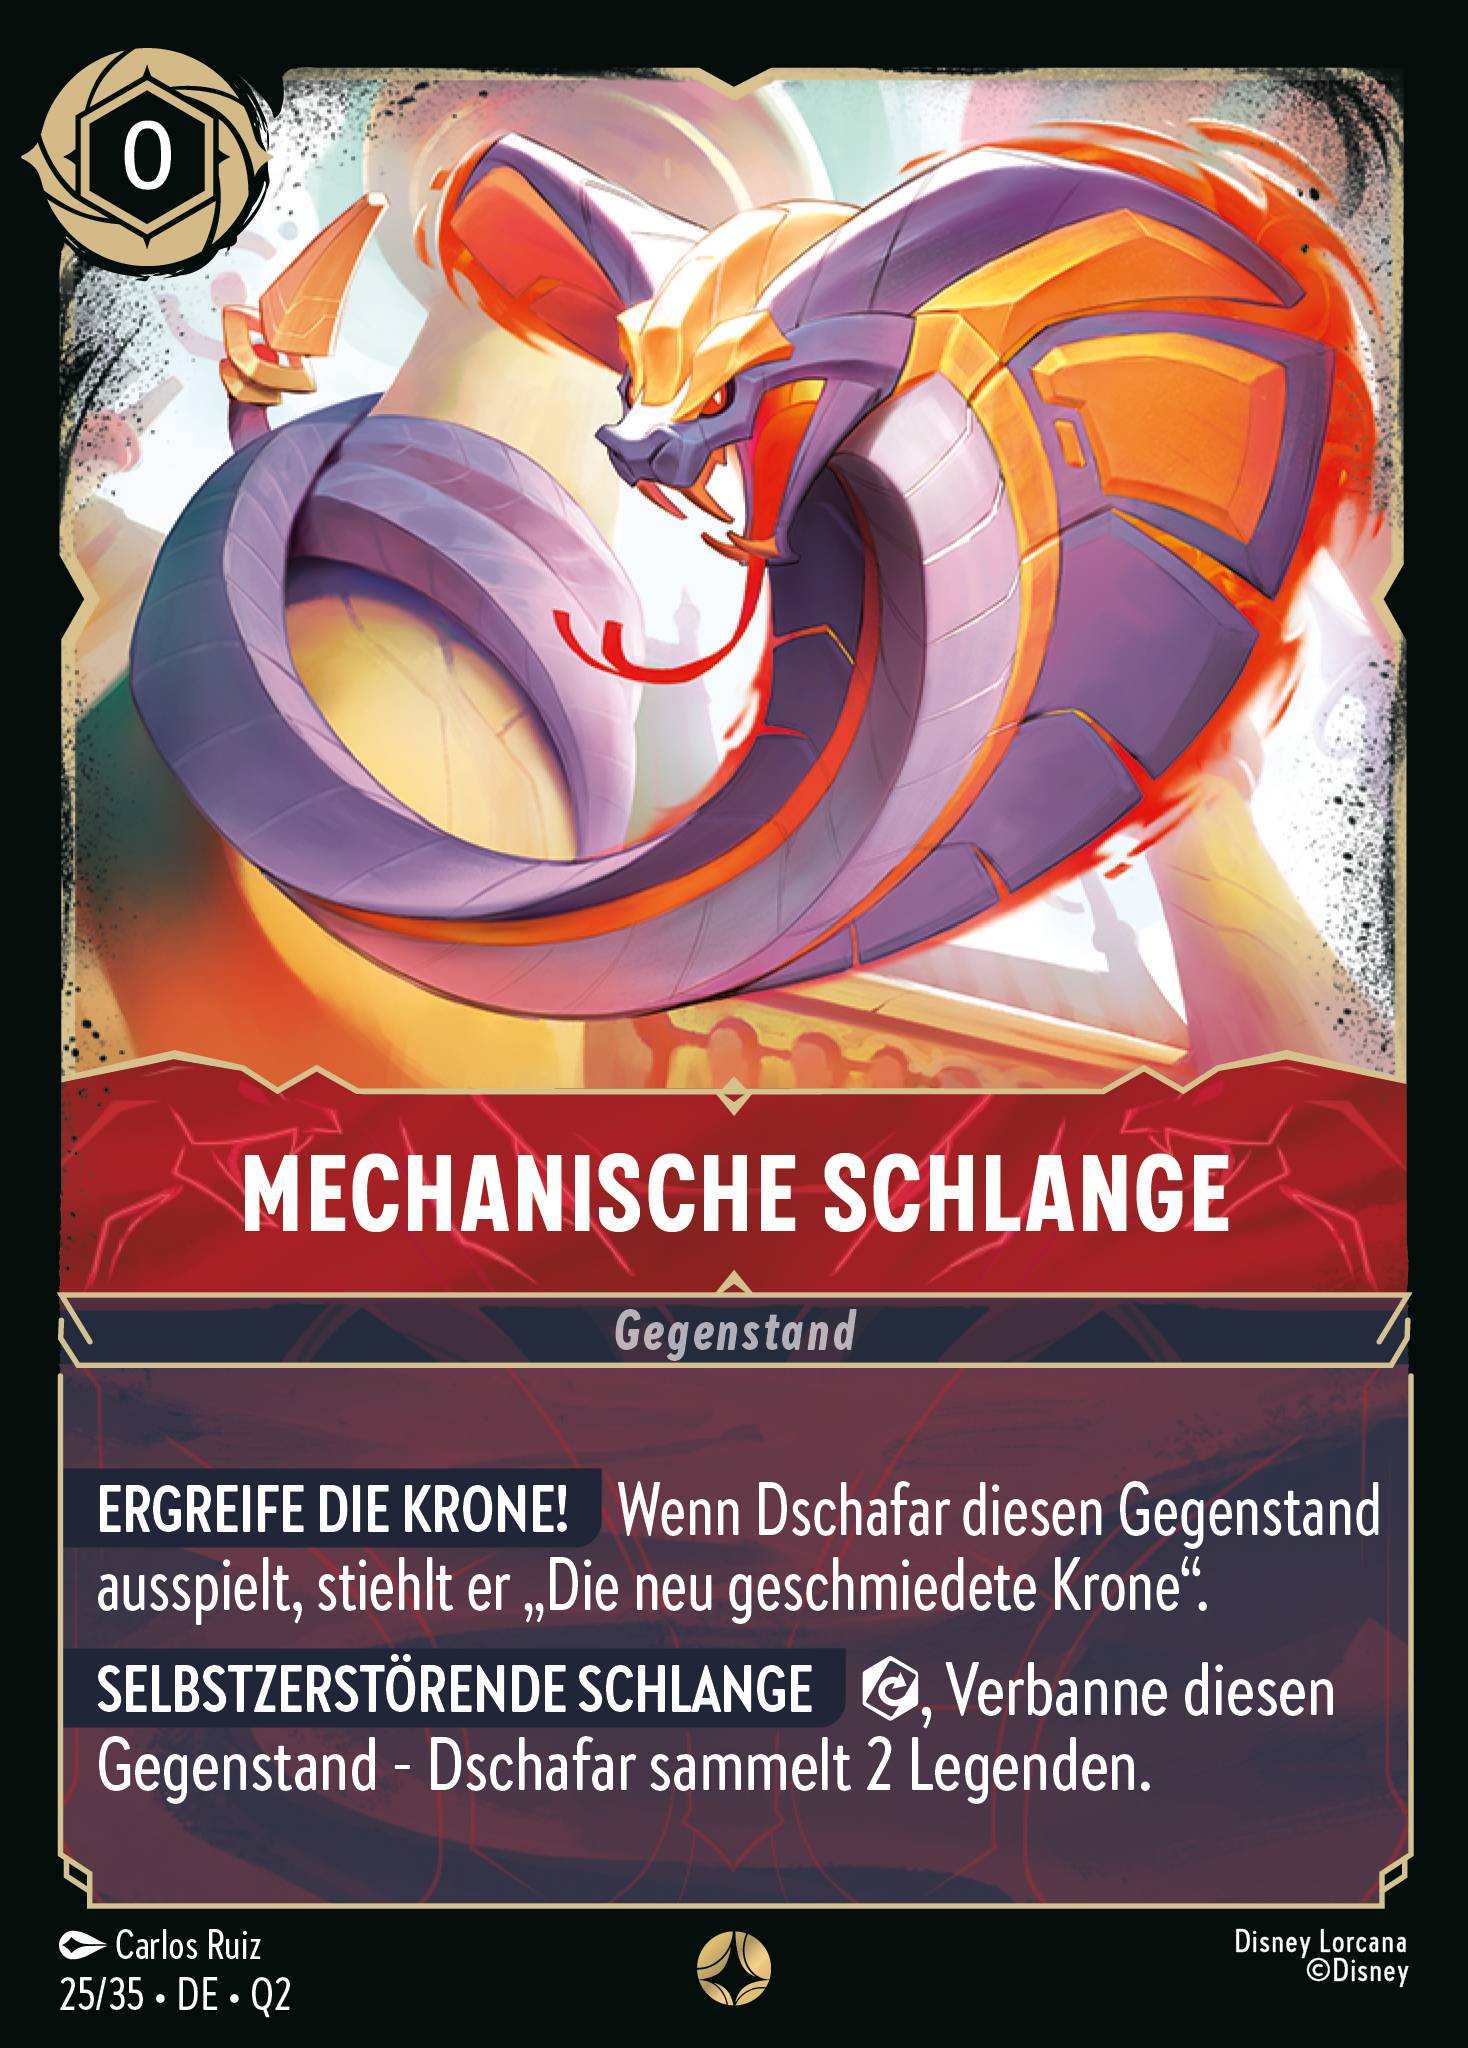 0
MECHANISCHE SCHLANGE
Gegenstand
ERGREIFE DIE KRONE! Wenn Dschafar diesen Gegenstand
ausspielt, stiehlt er „Die neu geschmiedete Krone“.
SELBSTZERSTÖRENDE SCHLANGE , Verbanne diesen
Gegenstand - Dschafar sammelt 2 Legenden.
Carlos Ruiz
25/35 • DE • Q2
Disney Lorcana
©Disney